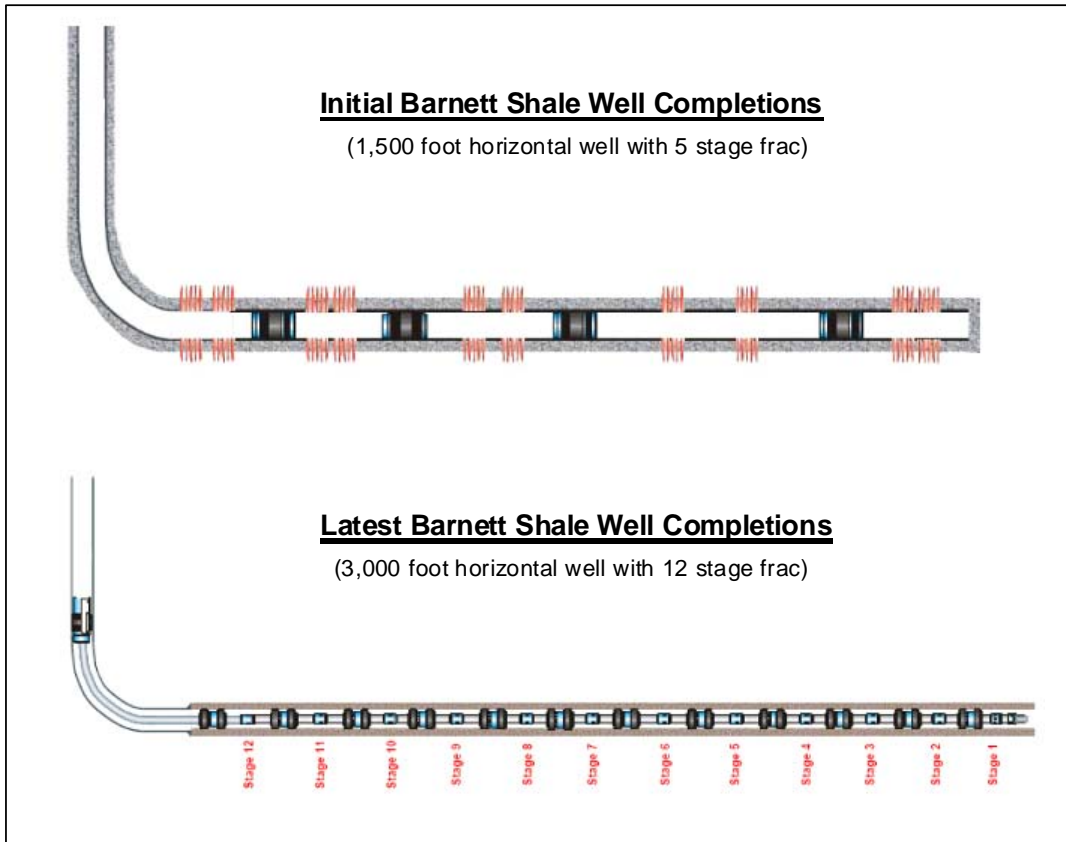 Initial Barnett Shale Well Completions
(1,500 foot horizontal well with 5 stage frac)
Latest Barnett Shale Well Completions
(3,000 foot horizontal well with 12 stage frac)
Stage 12
Stage 11
Stage 10
Stage 9
Stage 8
Stage 7
Stage 6
Stage 5
Stage 4
Stage 3
Stage 2
Stage 1